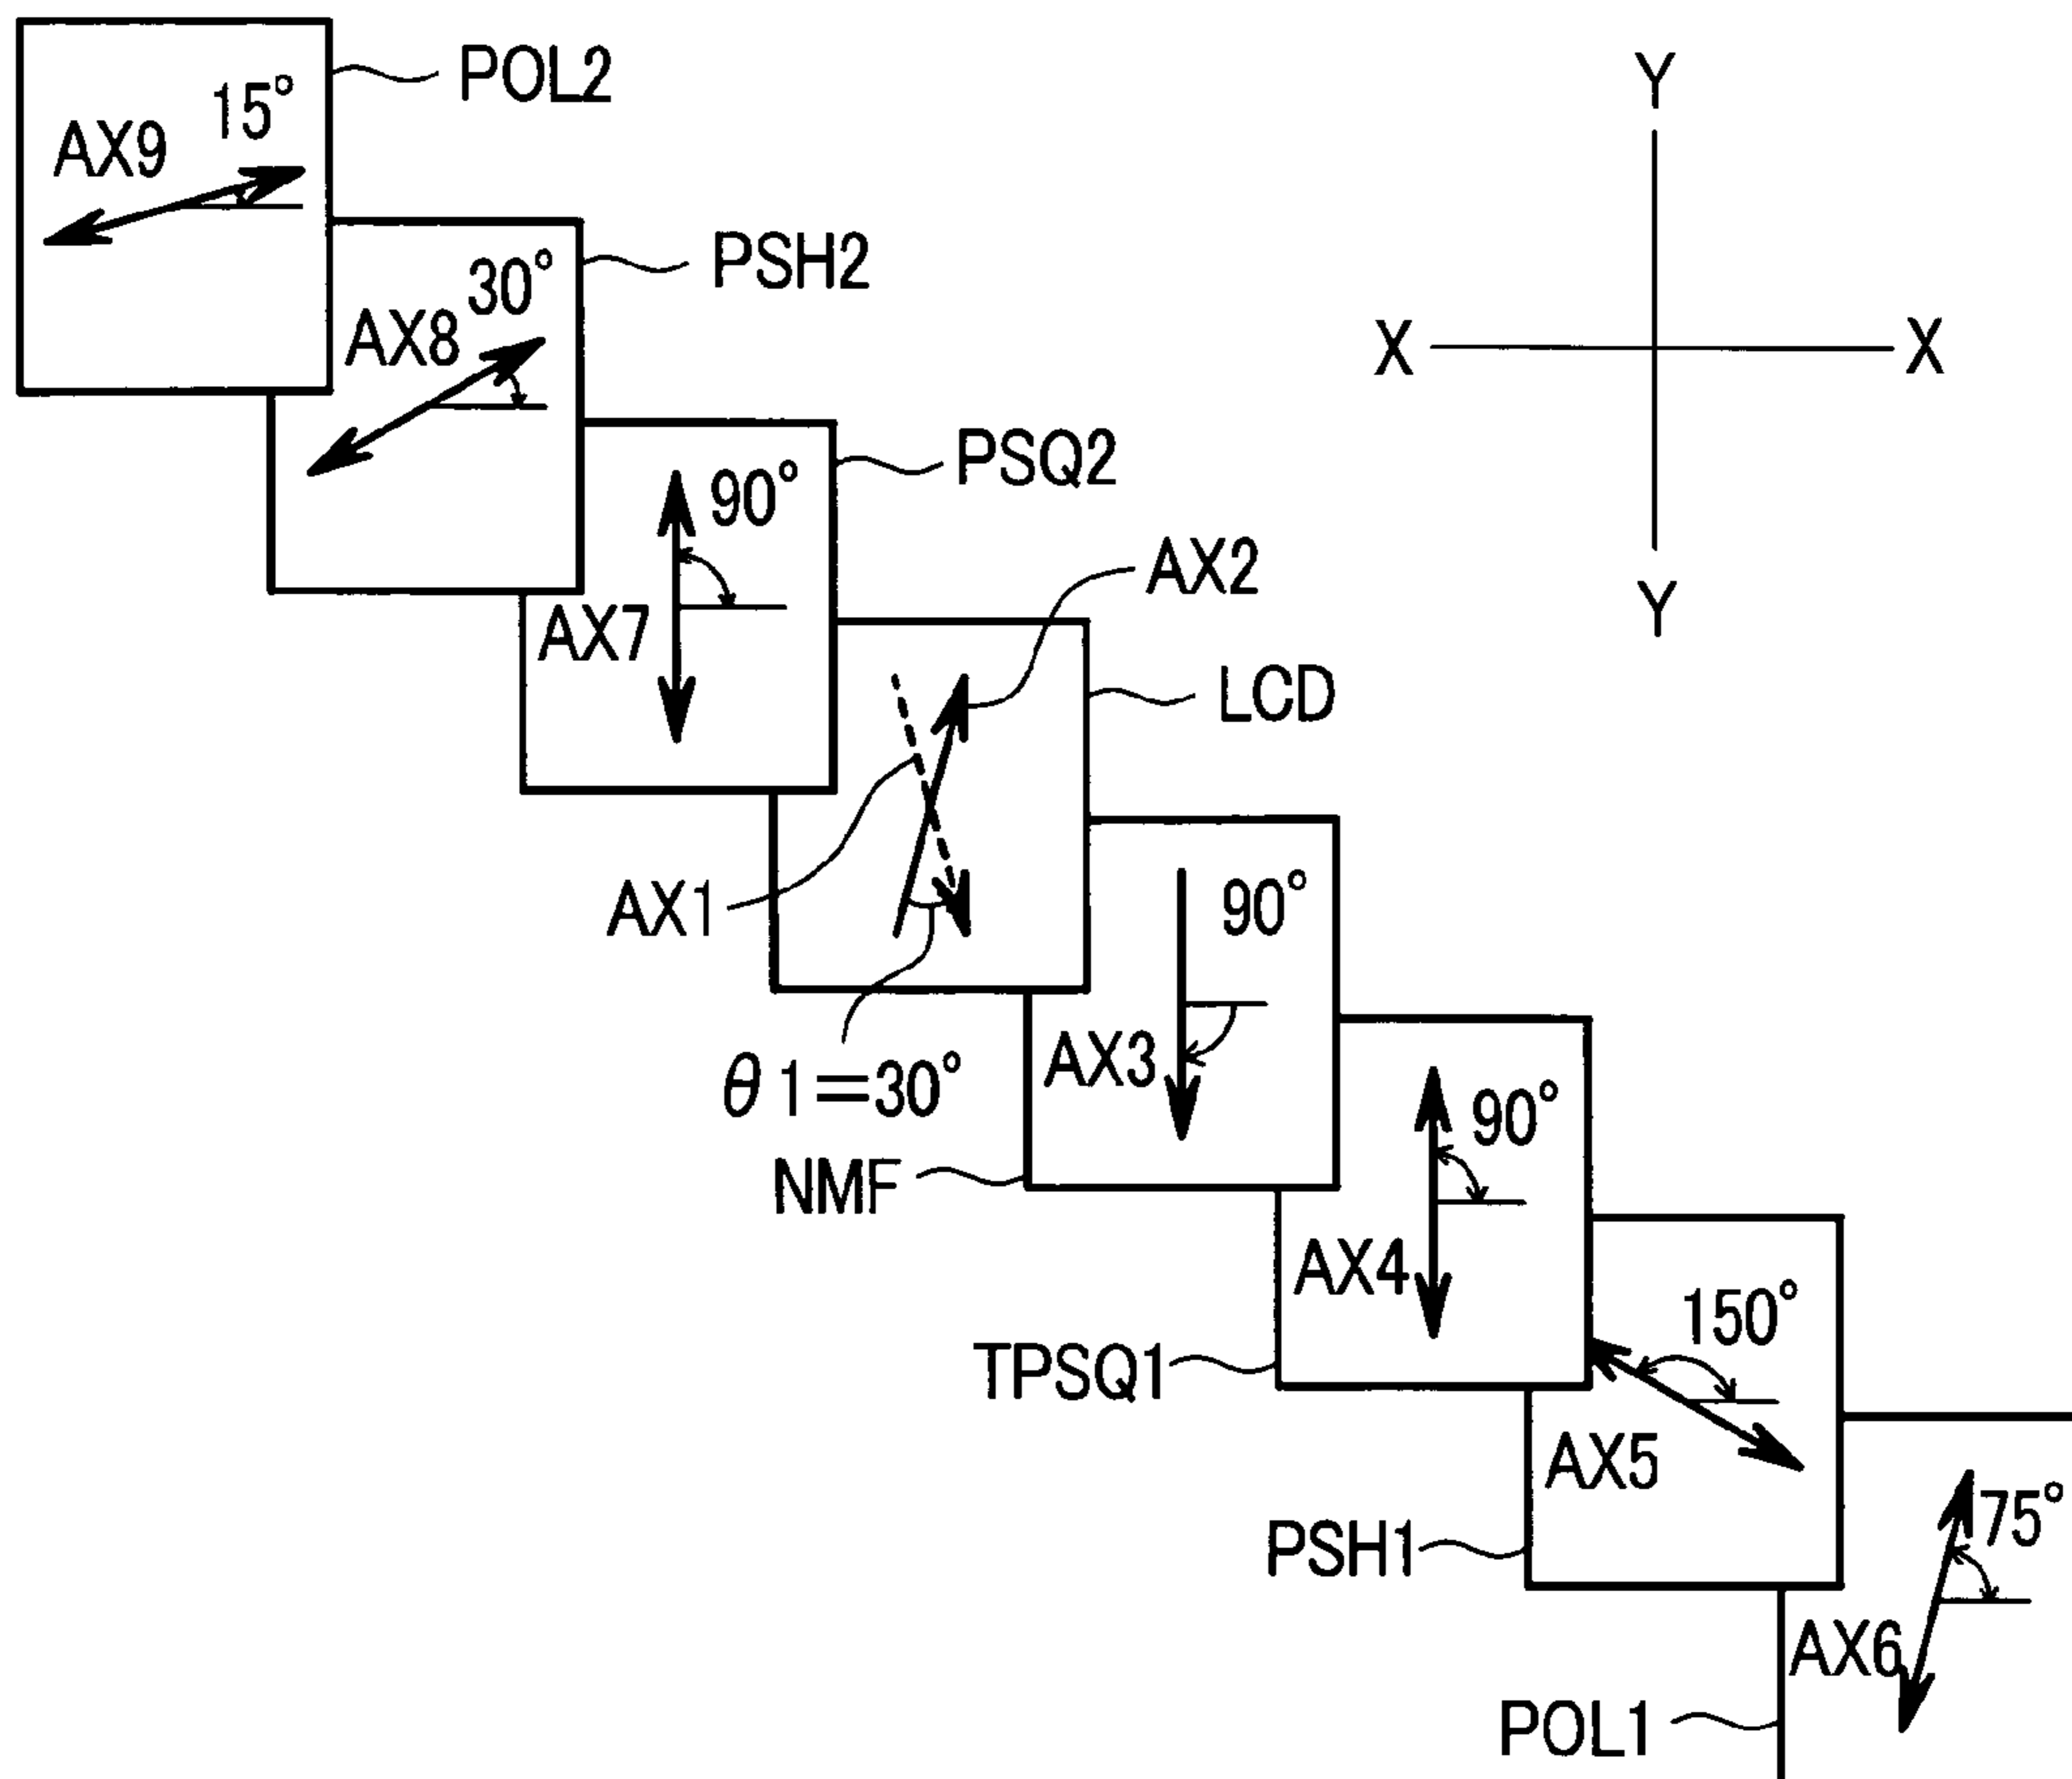 POL2
15°
AX9
PSH2
30°
AX8
PSQ2
90°
AX7
AX2
LCD
AX1
θ1=30°
90°
AX3
NMF
90°
AX4
TPSQ1
150°
AX5
PSH1
75°
AX6
POL1
Y
X
X
Y